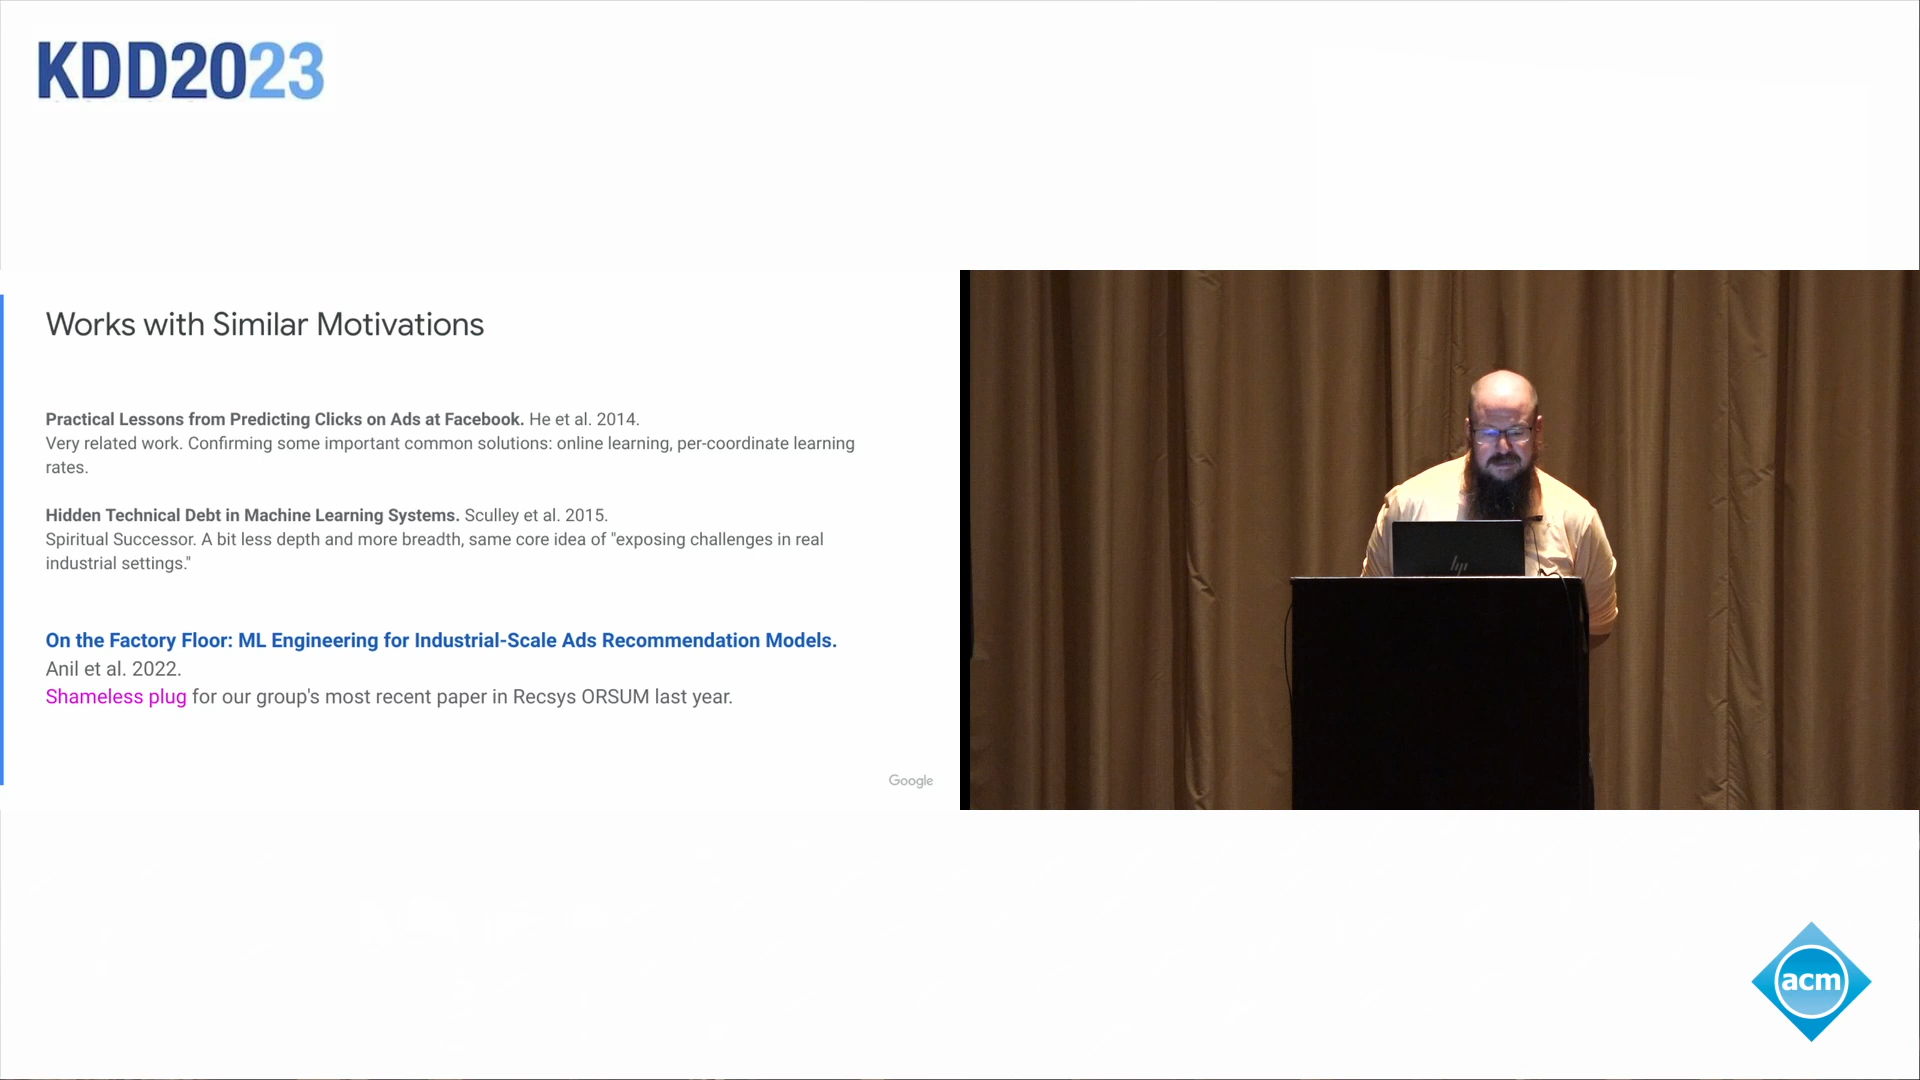 KDD2023
Works with Similar Motivations
Practical Lessons from Predicting Clicks on Ads at Facebook. He et al. 2014.
Very related work. Confirming some important common solutions: online learning, per-coordinate learning
rates.
Hidden Technical Debt in Machine Learning Systems. Sculley et al. 2015.
Spiritual Successor. A bit less depth and more breadth, same core idea of "exposing challenges in real
industrial settings."
On the Factory Floor: ML Engineering for Industrial-Scale Ads Recommendation Models.
Anil et al. 2022.
Shameless plug for our group's most recent paper in Recsys ORSUM last year.
Google
hp
acm